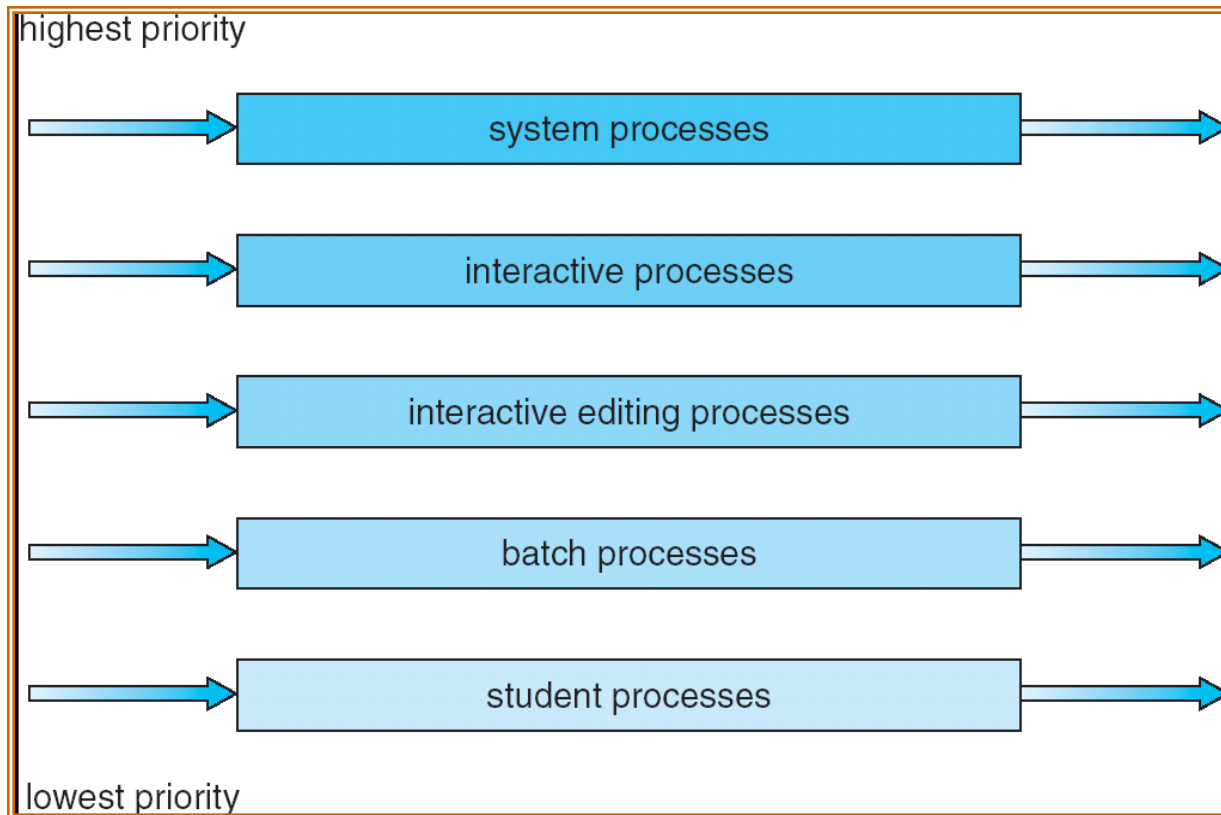 highest priority
system processes
interactive processes
interactive editing processes
batch processes
student processes
lowest priority